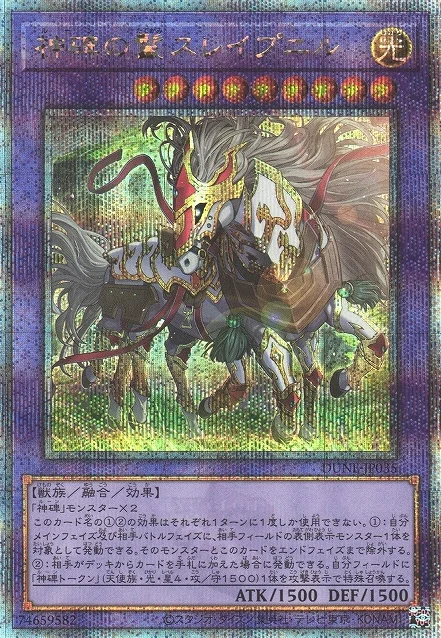 神碑の翼スレイプニル
光
DUNE-JP035
【獣族／融合／効果】
「神碑」モンスター×2
このカード名の①②の効果はそれぞれ1ターンに1度しか使用できない。①：自分
メインフェイズ及び相手バトルフェイズに、相手フィールドの表側表示モンスター1体を
対象として発動できる。そのモンスターとこのカードをエンドフェイズまで除外する。
②：相手がデッキからカードを手札に加えた場合に発動できる。自分フィールドに
「神碑トークン」（天使族・光・星4・攻／守1500）1体を攻撃表示で特殊召喚する。
ATK/1500 DEF/1500
74659582
©スタジオ・ダイス/集英社・テレビ東京・KONAMI